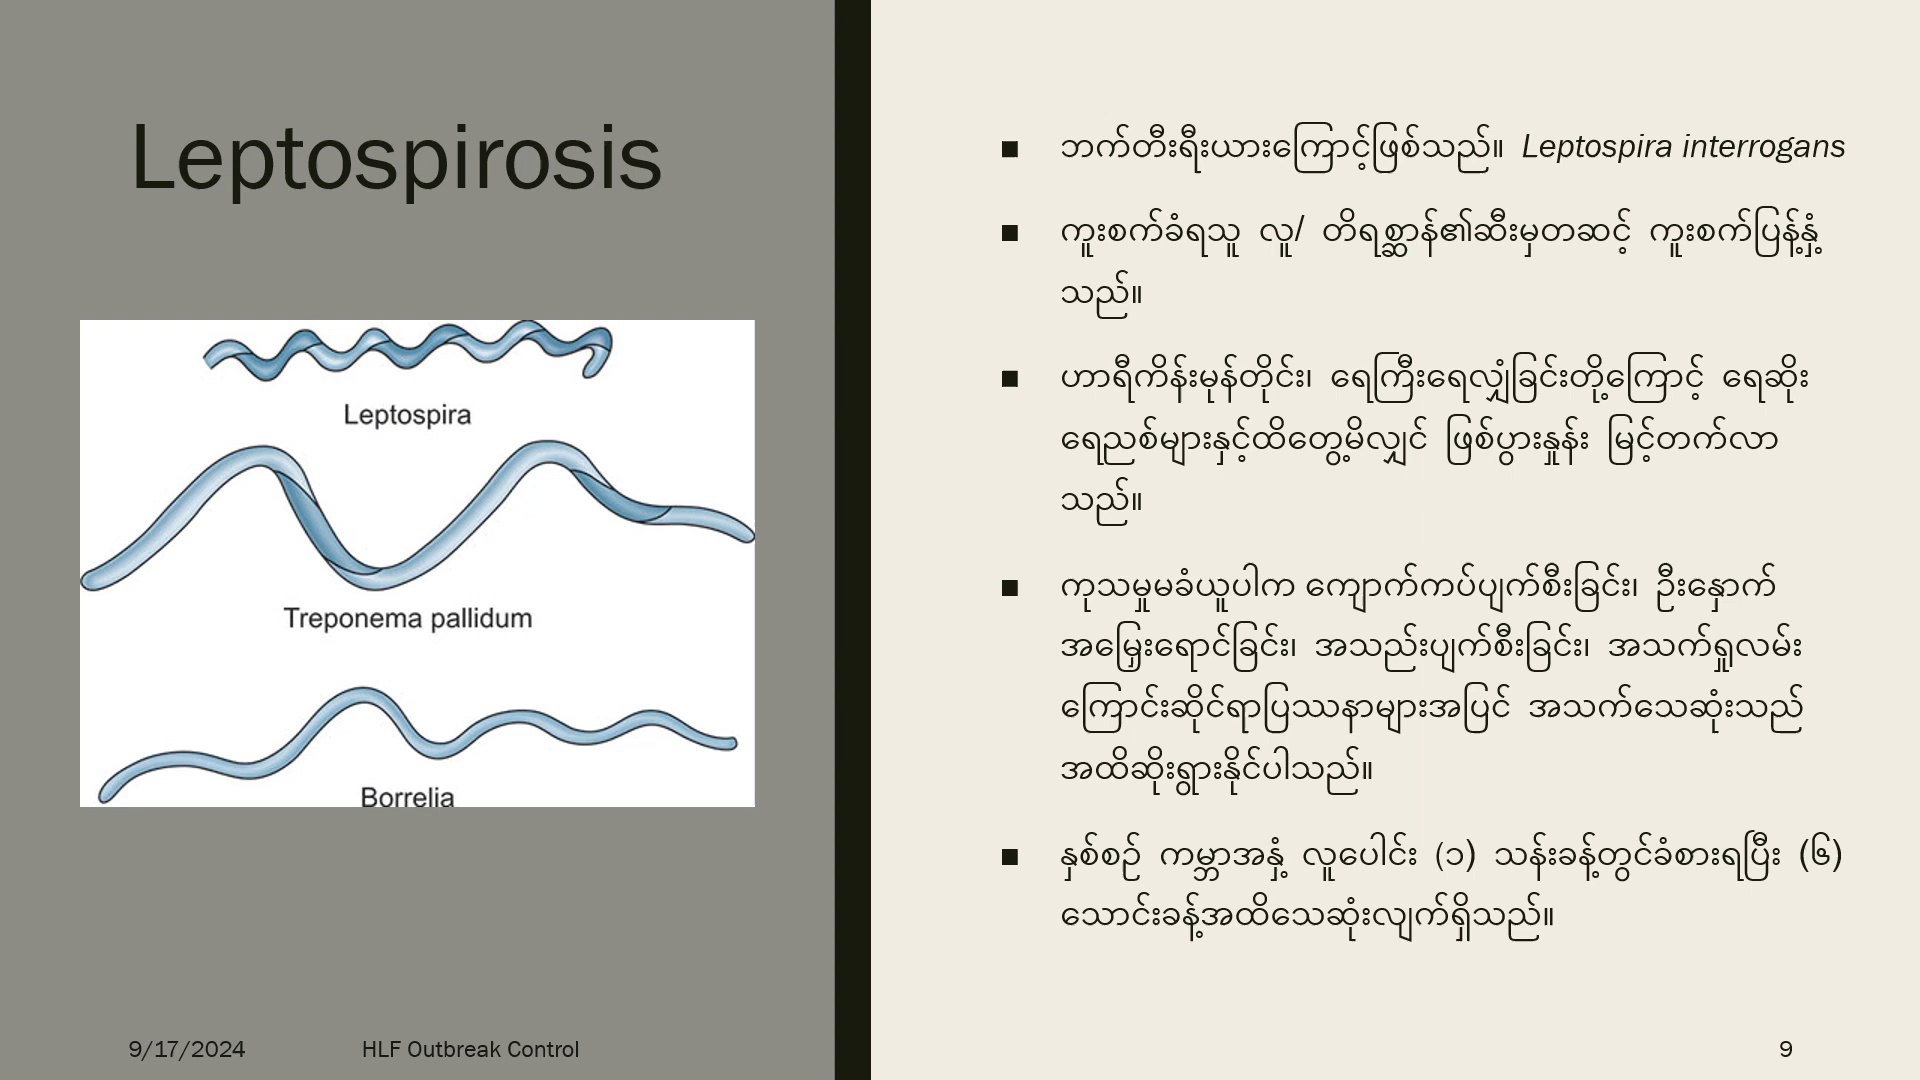 Leptospirosis
Leptospira
Treponema pallidum
Borrelia
■ ဘက်တီးရီးယားကြောင့်ဖြစ်သည်။ Leptospira interrogans
■ ကူးစက်ခံရသူ လူ/ တိရစ္ဆာန်၏ဆီးမှတဆင့် ကူးစက်ပြန့်နှံ့
သည်။
■ ဟာရီကိန်းမုန်တိုင်း၊ ရေကြီးရေလျှံခြင်းတို့ကြောင့် ရေဆိုး
ရေညစ်များနှင့်ထိတွေ့မိလျှင် ဖြစ်ပွားနှုန်း မြင့်တက်လာ
သည်။
■ ကုသမှုမခံယူပါက ကျောက်ကပ်ပျက်စီးခြင်း၊ ဦးနှောက်
အမြှေးရောင်ခြင်း၊ အသည်းပျက်စီးခြင်း၊ အသက်ရှူလမ်း
ကြောင်းဆိုင်ရာပြဿနာများအပြင် အသက်သေဆုံးသည်
အထိဆိုးရွားနိုင်ပါသည်။
■ နှစ်စဉ် ကမ္ဘာအနှံ့ လူပေါင်း (၁) သန်းခန့်တွင်ခံစားရပြီး (၆)
သောင်းခန့်အထိသေဆုံးလျက်ရှိသည်။
9/17/2024
HLF Outbreak Control
9